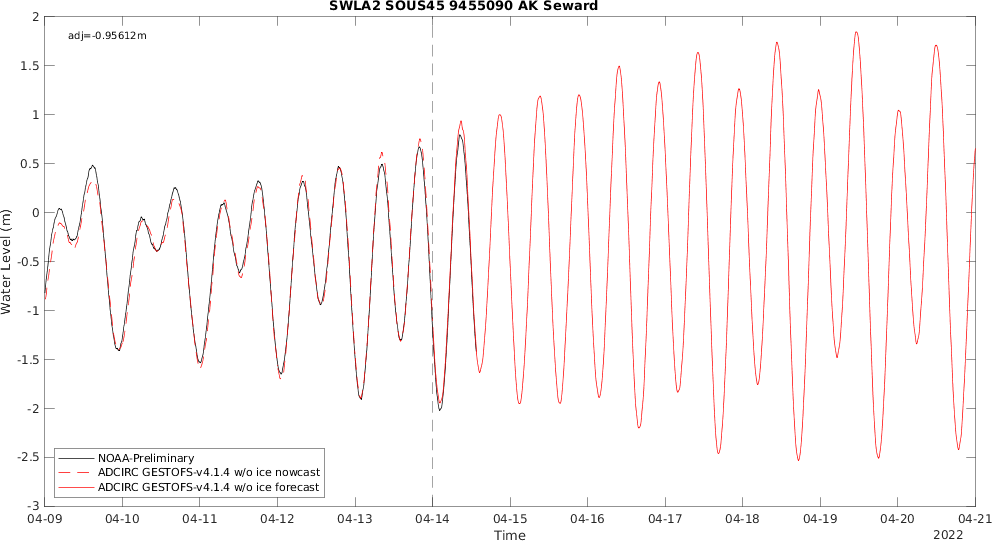 SWLA2 SOUS45 9455090 AK Seward
adj=-0.95612m
2
1.5
1
0.5
0
-0.5
-1
-1.5
-2
-2.5
-3
Water Level (m)
NOAA-Preliminary
ADCIRC GESTOFS-v4.1.4 w/o ice nowcast
ADCIRC GESTOFS-v4.1.4 w/o ice forecast
04-09 04-10 04-11 04-12 04-13 04-14 04-15 04-16 04-17 04-18 04-19 04-20 04-21
Time
2022